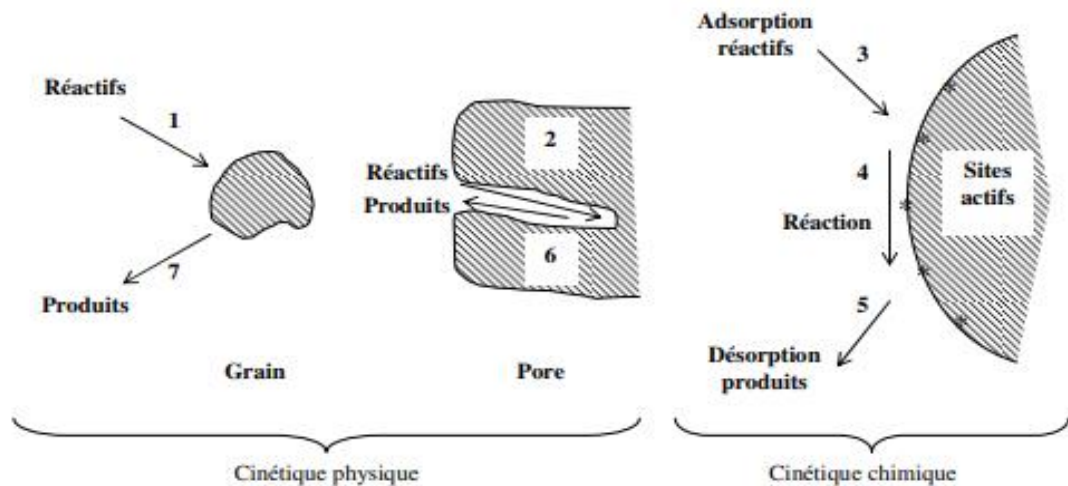 Réactifs
1
7
Produits
Grain
2
Réactifs
Produits
6
Pore
Cinétique physique
Adsorption
réactifs
3
4
Réaction
5
Sites
actifs
Désorption
produits
Cinétique chimique